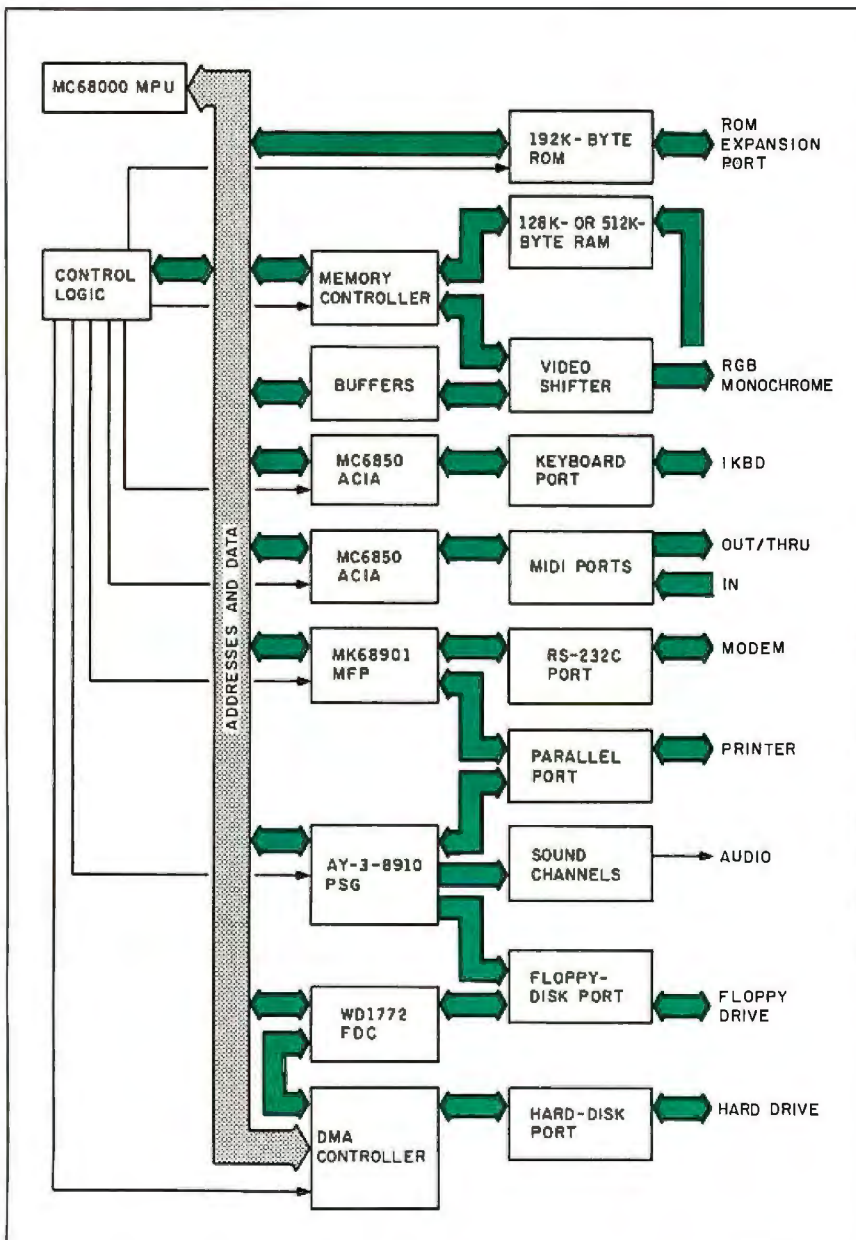 MC68000 MPU
192K-BYTE
ROM
ROM
EXPANSION
PORT
128K- OR 512K-
BYTE RAM
CONTROL
LOGIC
MEMORY
CONTROLLER
VIDEO
SHIFTER
RGB
MONOCHROME
BUFFERS
MC6850
ACIA
KEYBOARD
PORT
IKBD
ADDRESSES AND DATA
MC6850
ACIA
MIDI PORTS
OUT/THRU
IN
MK68901
MFP
RS-232C
PORT
MODEM
PARALLEL
PORT
PRINTER
AY-3-8910
PSG
SOUND
CHANNELS
AUDIO
FLOPPY-
DISK PORT
FLOPPY
DRIVE
WD1772
FDC
DMA
CONTROLLER
HARD-DISK
PORT
HARD DRIVE